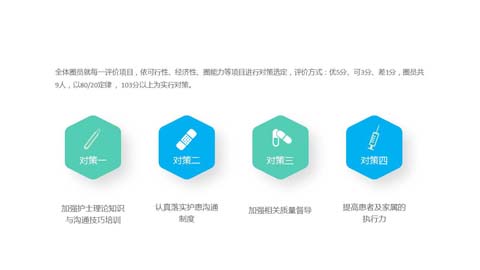 全体圈员就每一评价项目，依可行性、经济性、圈能力等项目进行对策选定，评价方式：优5分、可3分、差1分，圈员共
9人，以80/20定律，103分以上为实行对策。
对策一
对策二
对策三
对策四
加强护士理论知识
与沟通技巧培训
认真落实护患沟通
制度
加强相关质量督导
提高患者及家属的
执行力